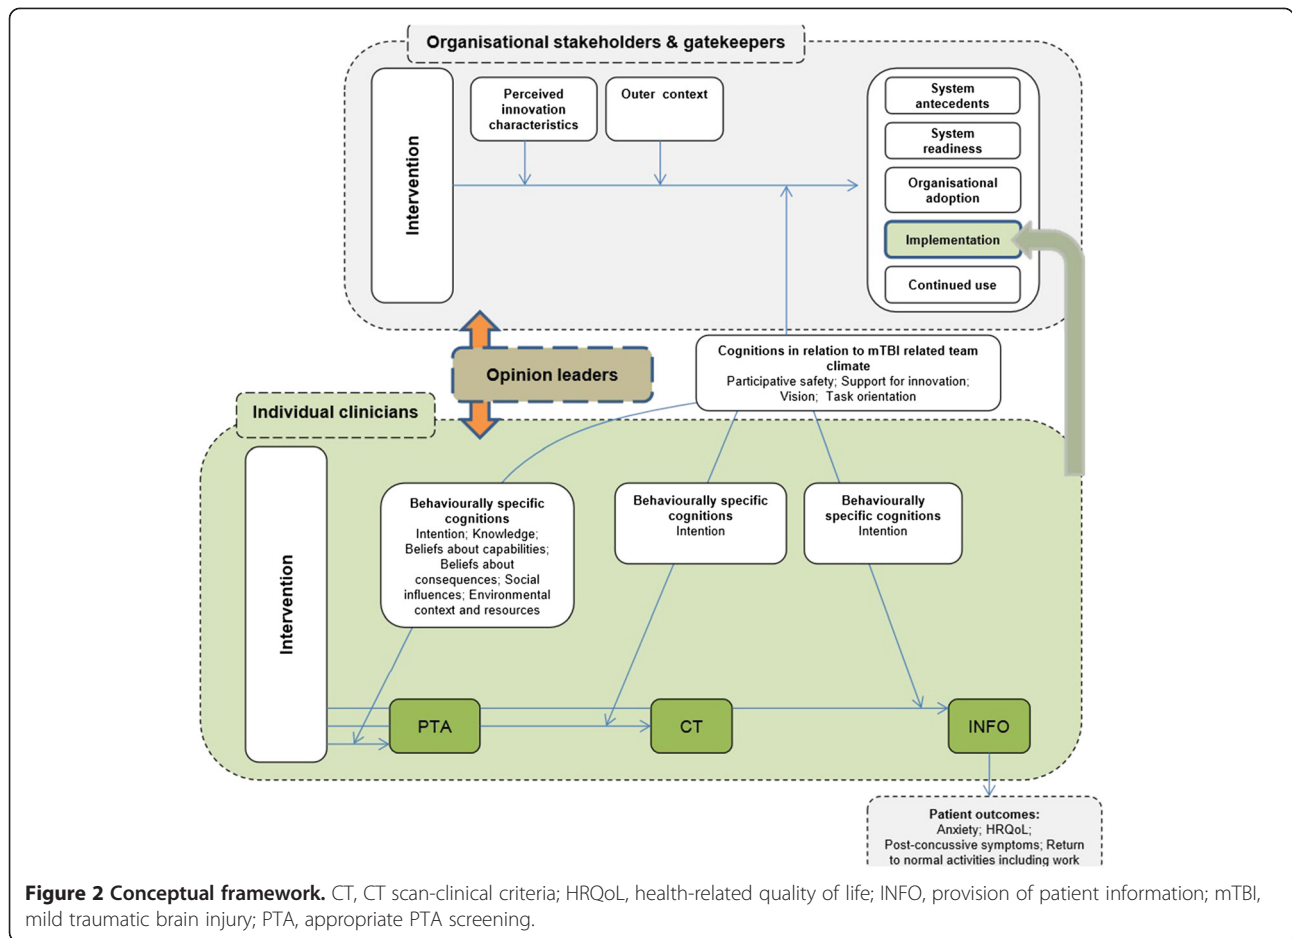 Organisational stakeholders & gatekeepers
Intervention
Perceived
innovation
characteristics
Outer context
System
antecedents
System
readiness
Organisational
adoption
Implementation
Continued use
Opinion leaders
Cognitions in relation to mTBI related team
climate
Participative safety; Support for innovation;
Vision; Task orientation
Individual clinicians
Intervention
Behaviourally specific
cognitions
Intention; Knowledge;
Beliefs about capabilities;
Beliefs about
consequences; Social
influences; Environmental
context and resources
Behaviourally specific
cognitions
Intention
Behaviourally
specific cognitions
Intention
PTA
CT
INFO
Patient outcomes:
Anxiety; HRQoL;
Post-concussive symptoms; Return
to normal activities including work
Figure 2 Conceptual framework. CT, CT scan-clinical criteria; HRQoL, health-related quality of life; INFO, provision of patient information; mTBI,
mild traumatic brain injury; PTA, appropriate PTA screening.